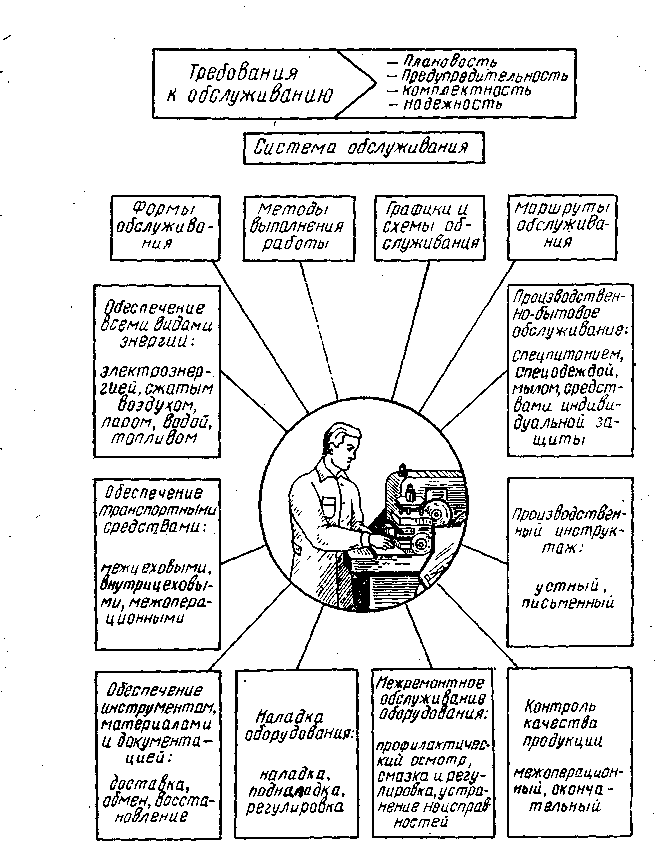 Требования
к обслуживанию
— Плановость
— Предупредительность
— комплектность
— надежность
Система обслуживания
Формы
обслужива-
ния
Методы
выполнения
работы
Графики и
схемы об-
служивания
Маршруты
обслужива-
ния
Обеспечение
всеми видами
энергии:
электроэнер-
гией, сжатым
воздухом,
паром, водой,
топливом
Производствен-
но-бытовое
обслуживание:
спецпитанием,
спецодеждой,
мылом, средст-
вами индиви-
дуальной за-
щиты
Обеспечение
транспортными
средствами:
межцеховыми,
внутрицеховы-
ми, межопера-
ционными
Производствен-
ный инструк-
таж:
устный,
письменный
Обеспечение
инструментам,
материалами
и документа-
цией:
доставка,
обмен, восста-
новление
Наладка
оборудования:
наладка,
подналадка,
регулировка
Межремонтное
обслуживание
оборудования:
профилактичес-
кий осмотр,
смазка и регу-
лировка, устра-
нение неисправ-
ностей
Контроль
качества
продукции
межоперацион-
ный, оконча-
тельный